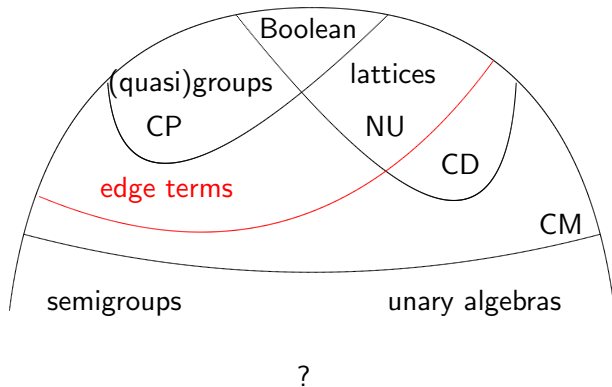 Boolean
(quasi)groups
lattices
CP
NU
CD
edge terms
CM
semigroups
unary algebras
?